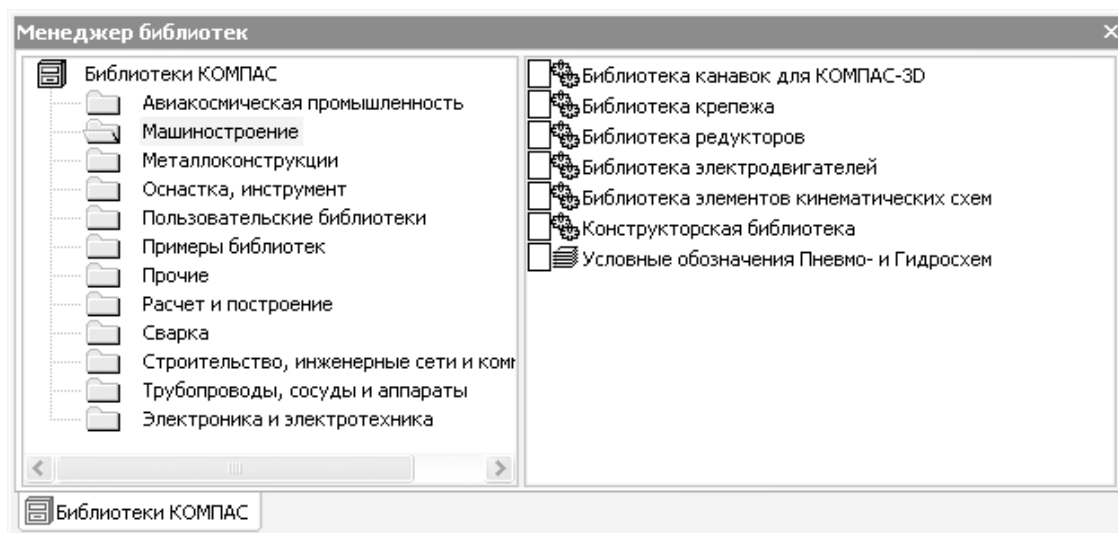 Менеджер библиотек
Библиотеки КОМПАС
Авиакосмическая промышленность
Машиностроение
Металлоконструкции
Оснастка, инструмент
Пользовательские библиотеки
Примеры библиотек
Прочие
Расчет и построение
Сварка
Строительство, инженерные сети и
Трубопроводы, сосуды и аппараты
Электроника и электротехника
Библиотека канавок для КОМПАС-3D
Библиотека крепежа
Библиотека редукторов
Библиотека электродвигателей
Библиотека элементов кинематических схем
Конструкторская библиотека
Условные обозначения Пневмо- и Гидросхем
Библиотеки КОМПАС